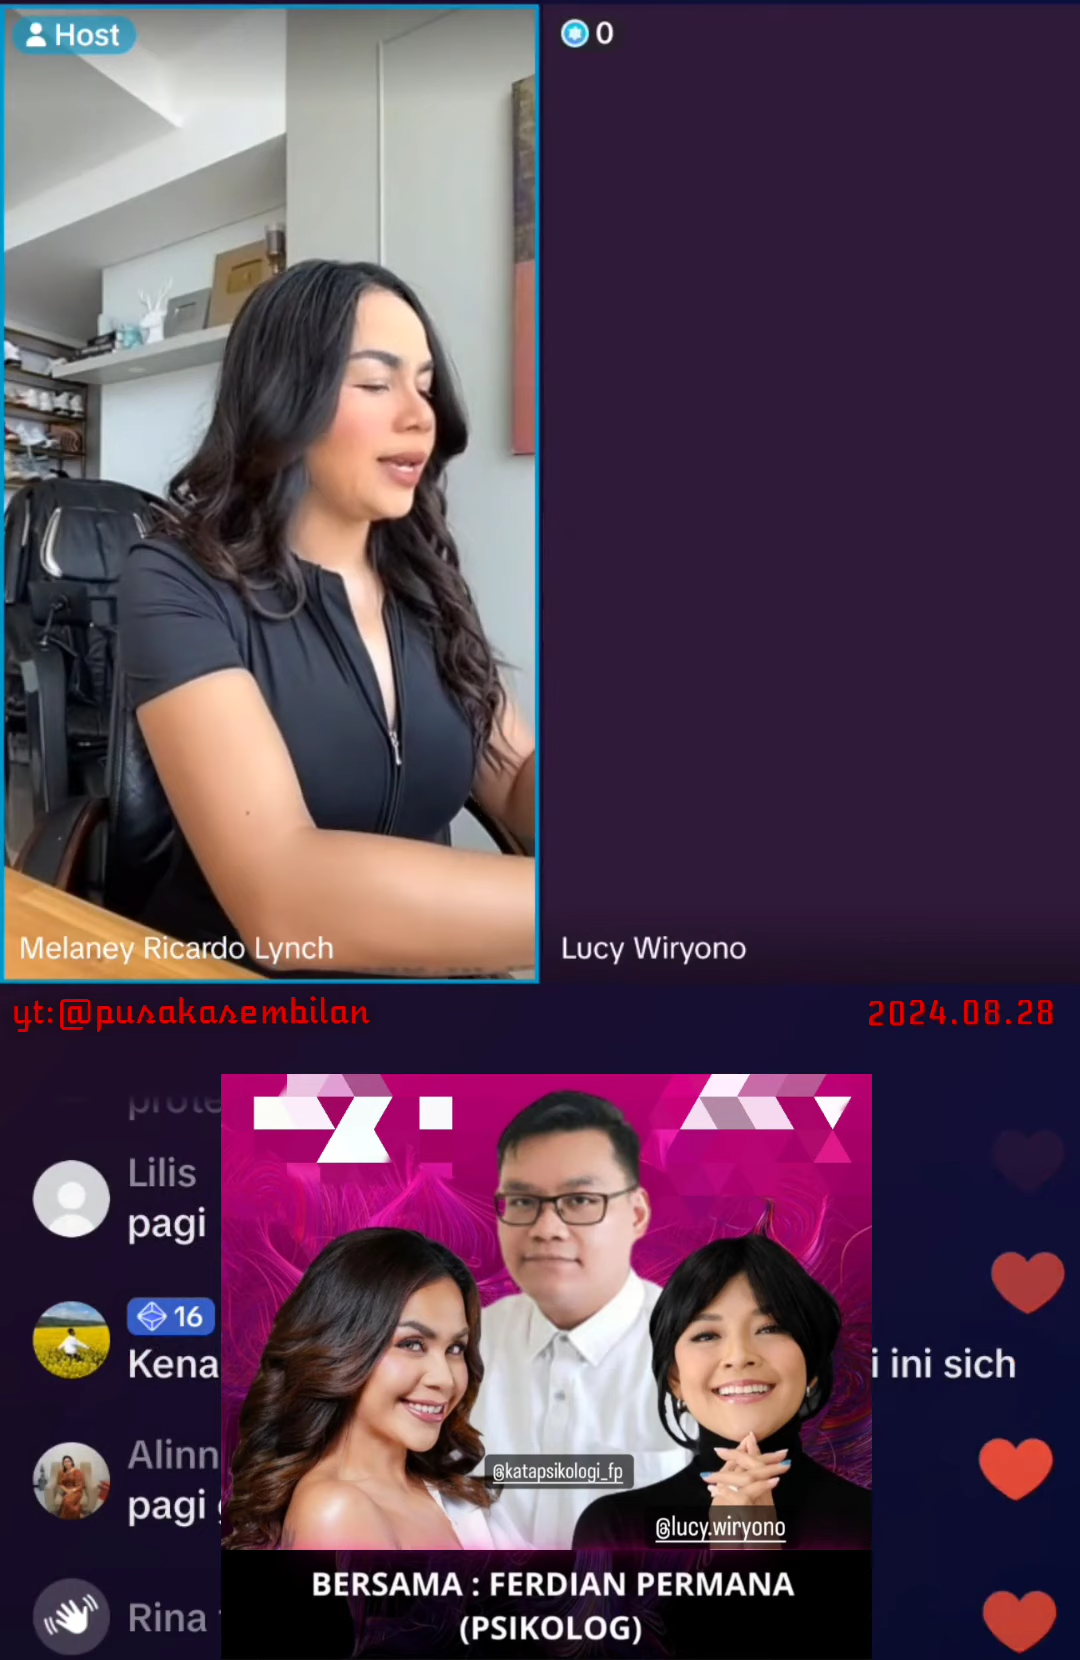 Host
0
Melaney Ricardo Lynch
Lucy Wiryono
yt:@pusakasembilan
2024.08.28
Lilis
pagi
16
Kena
i ini sich
Alinn
pagi
Rina
@katapsikologi_fp
@lucy.wiryono
BERSAMA : FERDIAN PERMANA
(PSIKOLOG)